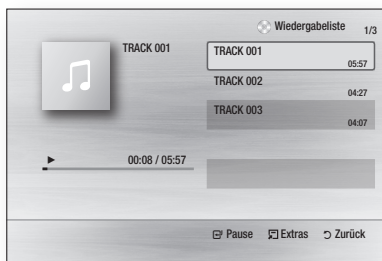 Wiedergabeliste 1/3
TRACK 001
TRACK 001
05:57
TRACK 002
04:27
TRACK 003
04:07
00:08 / 05:57
Pause Extras Zurück